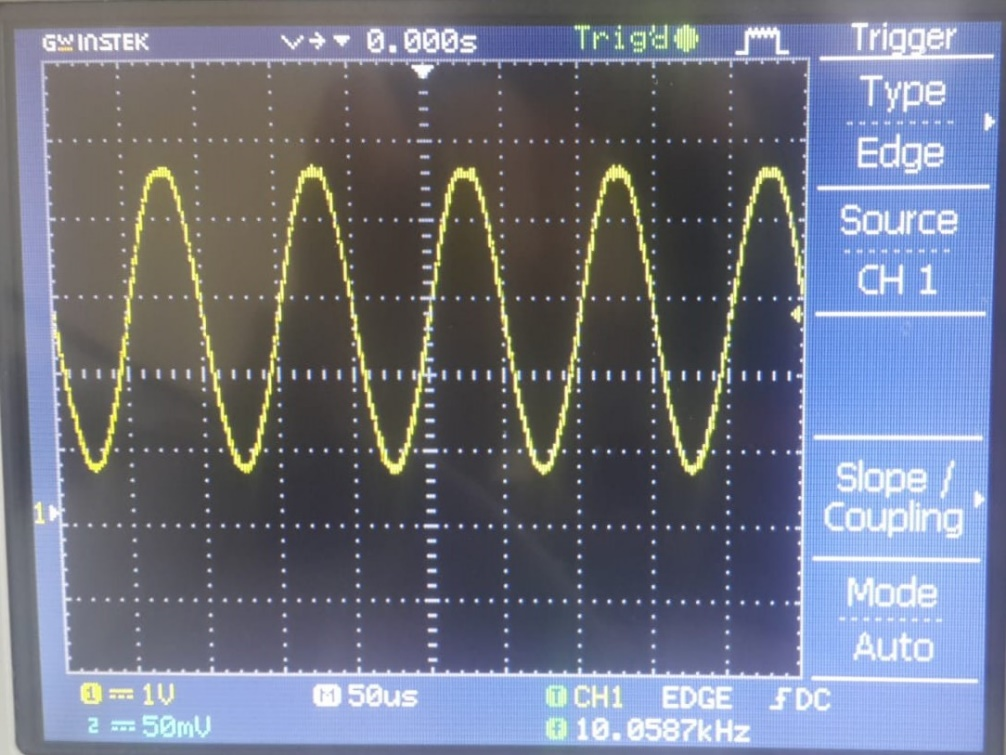 GW INSTEK 0.000s Trig'd
Trigger
Type
Edge
Source
CH 1
1
Slope /
Coupling
Mode
Auto
1 1V M 50us T CH1 EDGE DC
2 50mV f 10.0587kHz